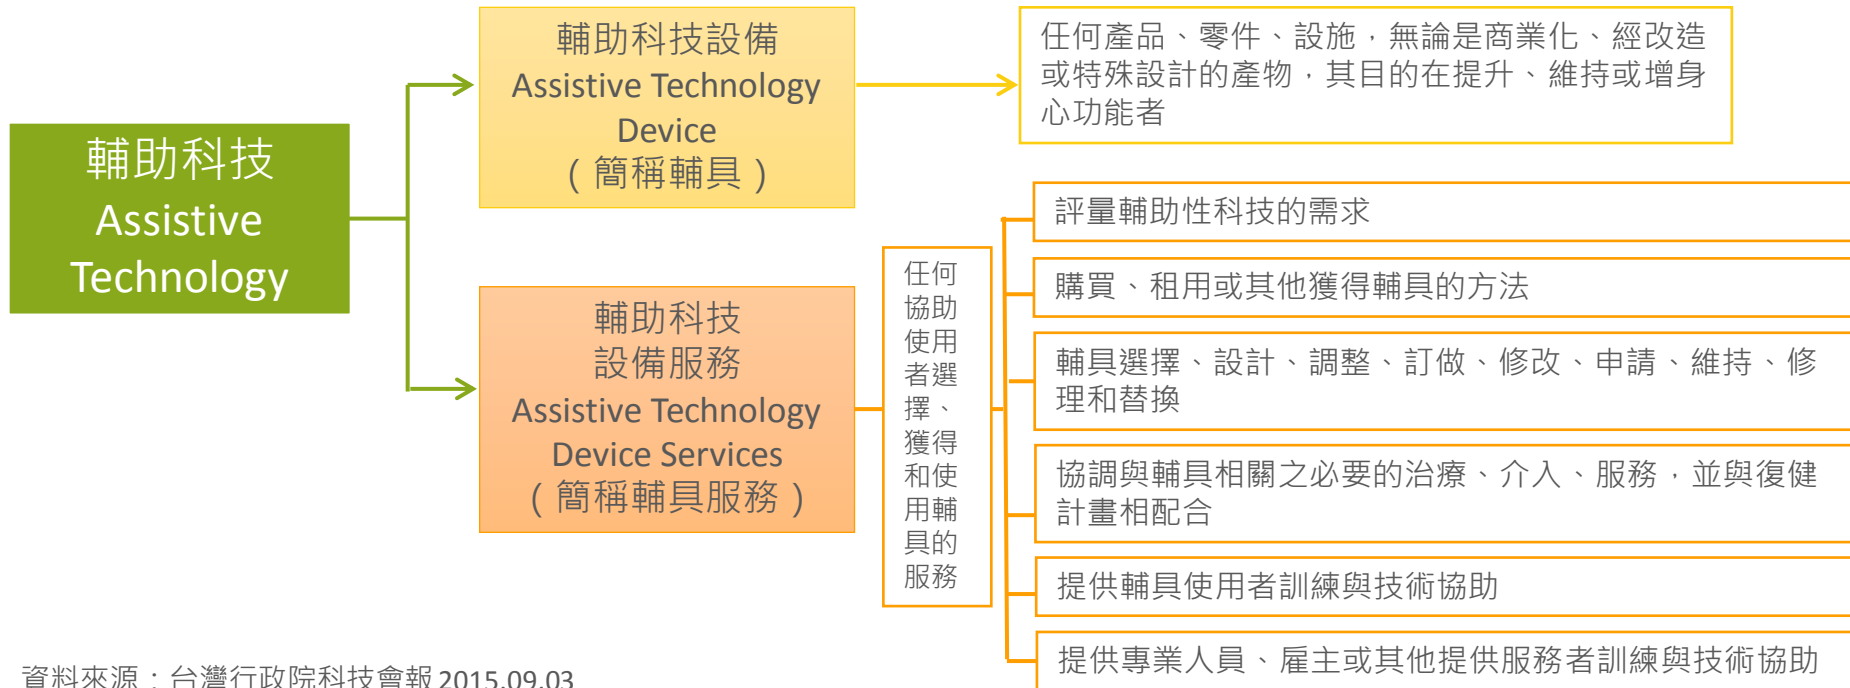 輔助科技
Assistive
Technology
輔助科技設備
Assistive Technology
Device
(簡稱輔具)
任何產品、零件、設施，無論是商業化、經改造
或特殊設計的產物，其目的在提升、維持或增身
心功能者
輔助科技
設備服務
Assistive Technology
Device Services
(簡稱輔具服務)
任何
協助
使用
者選
擇、
獲得
和使
用輔
具的
服務
評量輔助性科技的需求
購買、租用或其他獲得輔具的方法
輔具選擇、設計、調整、訂做、修改、申請、維持、修
理和替換
協調與輔具相關之必要的治療、介入、服務，並與復健
計畫相配合
提供輔具使用者訓練與技術協助
提供專業人員、雇主或其他提供服務者訓練與技術協助
資料來源：台灣行政院科技會報2015.09.03